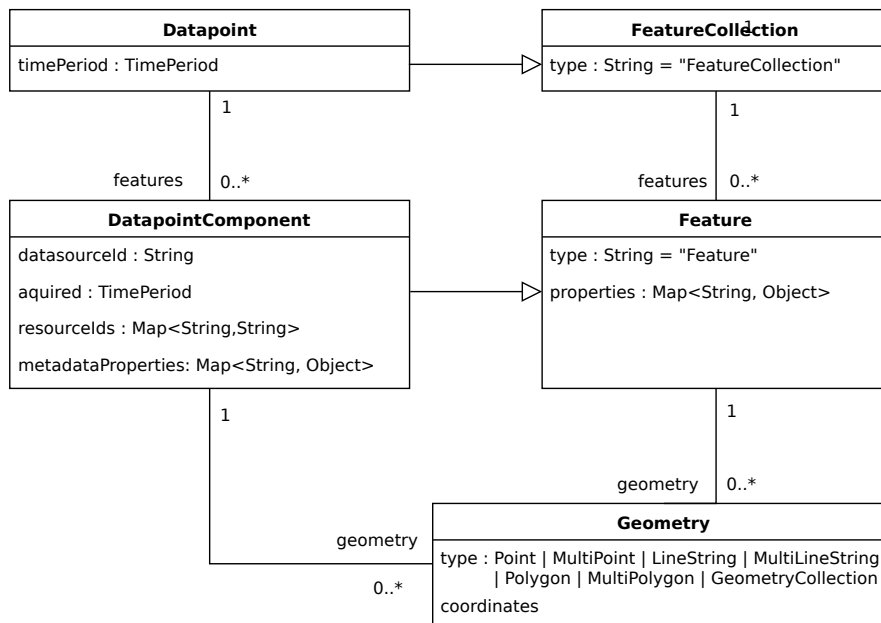 Datapoint
timePeriod : TimePeriod
1
FeatureCollection
type : String = "FeatureCollection"
1
features
0..*
1
features
0..*
DatapointComponent
datasourceId : String
aquired : TimePeriod
resourceIds : Map<String,String>
metadataProperties: Map<String, Object>
Feature
type : String = "Feature"
properties : Map<String, Object>
1
geometry
0..*
1
geometry
0..*
Geometry
type : Point | MultiPoint | LineString | MultiLineString
| Polygon | MultiPolygon | GeometryCollection
coordinates